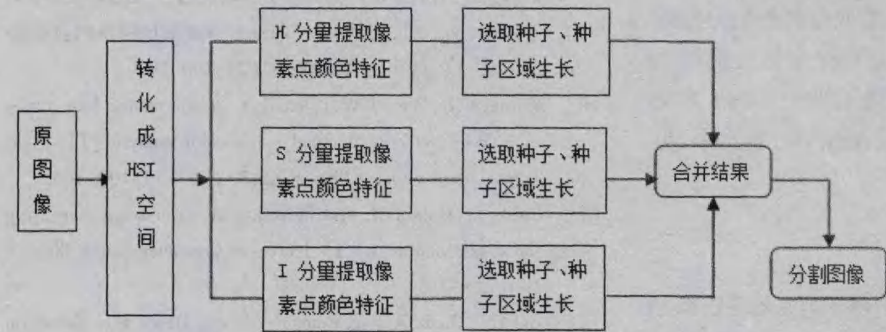 原
图
像
转
化
成
HSI
空
间
H 分量提取像
素点颜色特征
选取种子、种
子区域生长
S 分量提取像
素点颜色特征
选取种子、种
子区域生长
I 分量提取像
素点颜色特征
选取种子、种
子区域生长
合并结果
分割图像